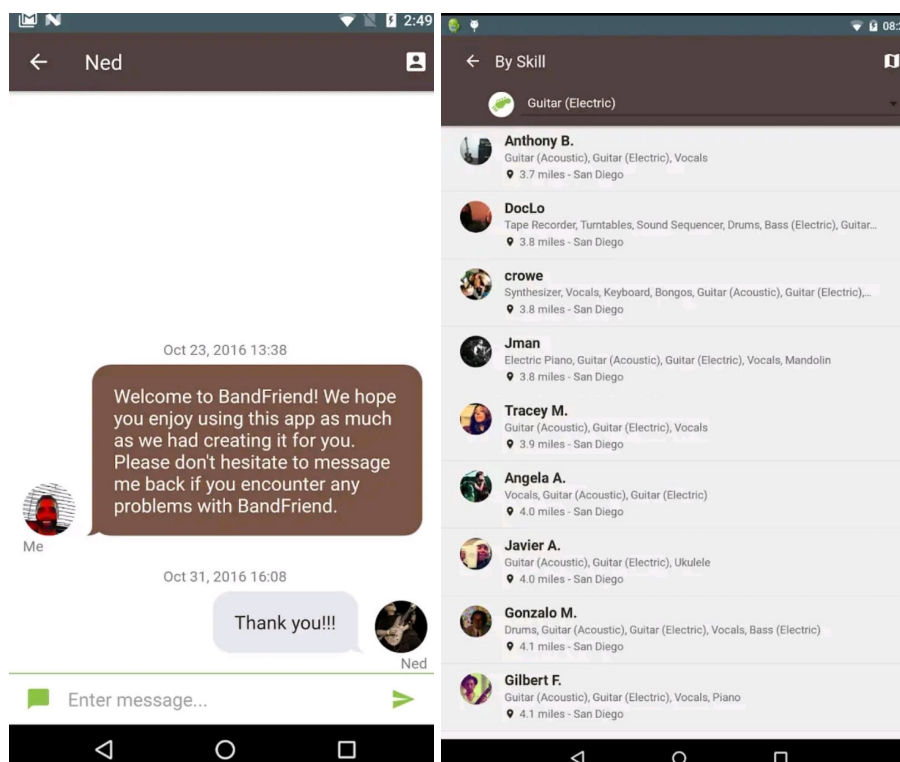 2:49
Ned
Oct 23, 2016 13:38
Welcome to BandFriend! We hope
you enjoy using this app as much
as we had creating it for you.
Please don't hesitate to message
me back if you encounter any
problems with BandFriend.
Me
Oct 31, 2016 16:08
Thank you!!!
Ned
Enter message...
08:
By Skill
Guitar (Electric)
Anthony B.
Guitar (Acoustic), Guitar (Electric), Vocals
3.7 miles - San Diego
DocLo
Tape Recorder, Turntables, Sound Sequencer, Drums, Bass (Electric), Guitar...
3.8 miles - San Diego
crowe
Synthesizer, Vocals, Keyboard, Bongos, Guitar (Acoustic), Guitar (Electric),...
3.8 miles - San Diego
Jman
Electric Piano, Guitar (Acoustic), Guitar (Electric), Vocals, Mandolin
3.8 miles - San Diego
Tracey M.
Guitar (Acoustic), Guitar (Electric), Vocals
3.9 miles - San Diego
Angela A.
Vocals, Guitar (Acoustic), Guitar (Electric)
4.0 miles - San Diego
Javier A.
Guitar (Acoustic), Guitar (Electric), Ukulele
4.0 miles - San Diego
Gonzalo M.
Drums, Guitar (Acoustic), Guitar (Electric), Vocals, Bass (Electric)
4.1 miles - San Diego
Gilbert F.
Guitar (Acoustic), Guitar (Electric), Vocals, Piano
4.1 miles - San Diego